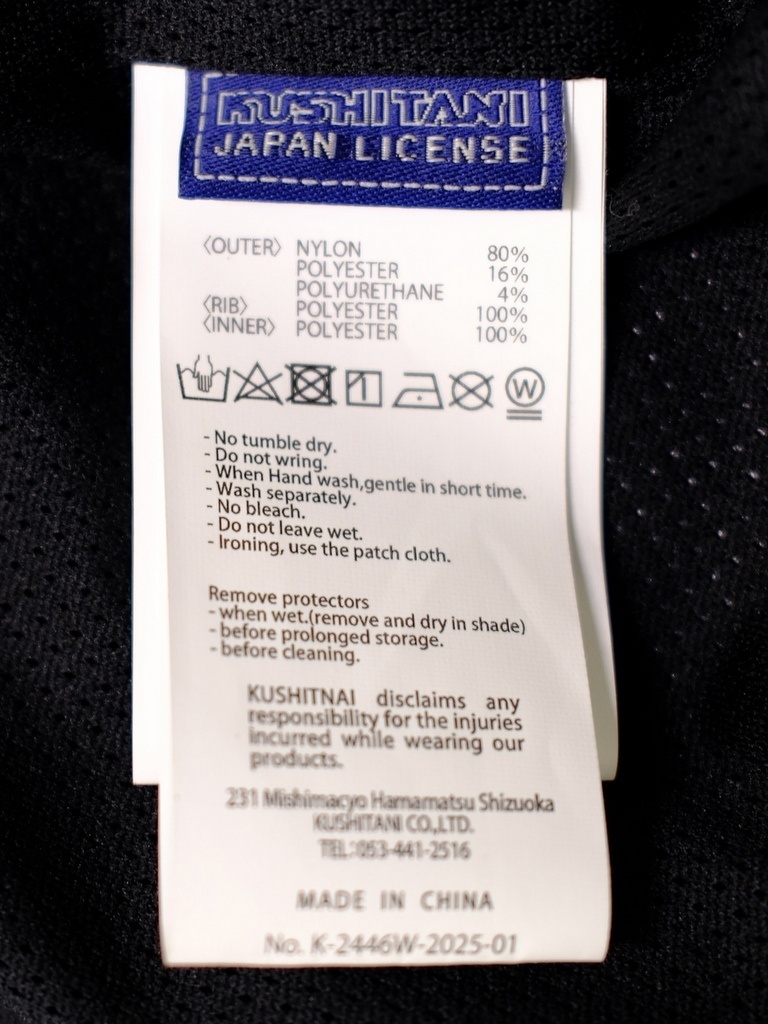 KUSHITANI
JAPAN LICENSE
〈OUTER〉 NYLON 80%
POLYESTER 16%
POLYURETHANE 4%
〈RIB〉 POLYESTER 100%
〈INNER〉 POLYESTER 100%
W
- No tumble dry.
- Do not wring.
- When Hand wash,gentle in short time.
- Wash separately.
- No bleach.
- Do not leave wet.
- Ironing, use the patch cloth.
Remove protectors
- when wet.(remove and dry in shade)
- before prolonged storage.
- before cleaning.
KUSHITNAI disclaims any
responsibility for the injuries
incurred while wearing our
products.
231 Mishimacyo Hamamatsu Shizuoka
KUSHITANI CO.,LTD.
TEL:053-441-2516
MADE IN CHINA
No. K-2446W-2025-01